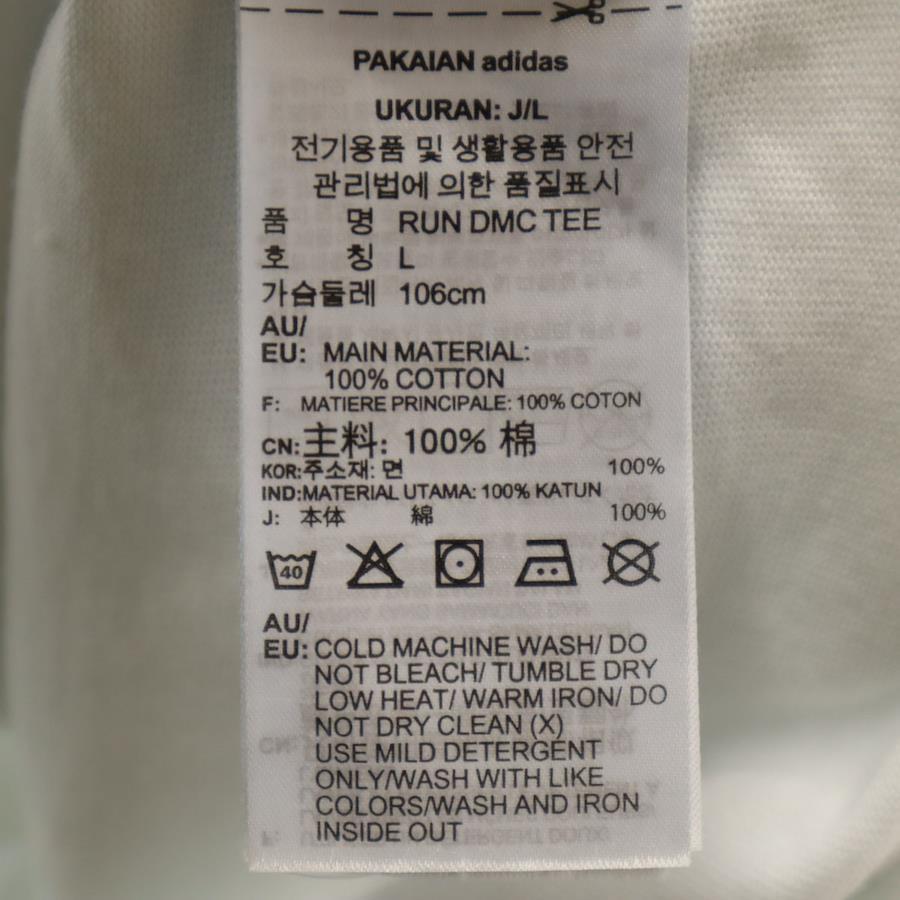 PAKAIAN adidas
UKURAN: J/L
전기용품 및 생활용품 안전
관리법에 의한 품질표시
품 명 RUN DMC TEE
호 칭 L
가슴둘레 106cm
AU/
EU: MAIN MATERIAL:
100% COTTON
F: MATIERE PRINCIPALE: 100% COTON
CN: 主料: 100% 棉
KOR:주소재: 면 100%
IND:MATERIAL UTAMA: 100% KATUN
J: 本体 綿 100%
40
AU/
EU: COLD MACHINE WASH/ DO
NOT BLEACH/ TUMBLE DRY
LOW HEAT/ WARM IRON/ DO
NOT DRY CLEAN (X)
USE MILD DETERGENT
ONLY/WASH WITH LIKE
COLORS/WASH AND IRON
INSIDE OUT